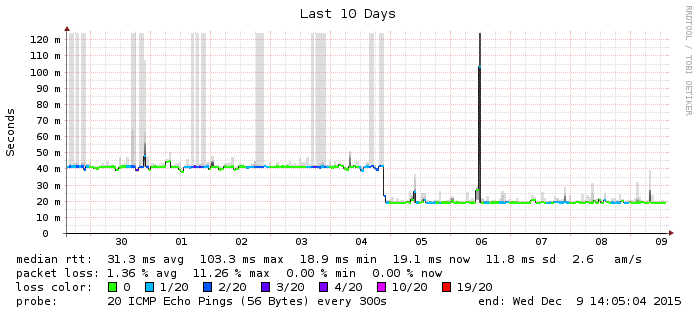 Last 10 Days
RRDTOOL / TOBI OETIKER
Seconds
120 m
110 m
100 m
90 m
80 m
70 m
60 m
50 m
40 m
30 m
20 m
10 m
0
30 01 02 03 04 05 06 07 08 09
median rtt: 31.3 ms avg 103.3 ms max 18.9 ms min 19.1 ms now 11.8 ms sd 2.6 am/s
packet loss: 1.36 % avg 11.26 % max 0.00 % min 0.00 % now
loss color: 0 1/20 2/20 3/20 4/20 10/20 19/20
probe: 20 ICMP Echo Pings (56 Bytes) every 300s end: Wed Dec 9 14:05:04 2015